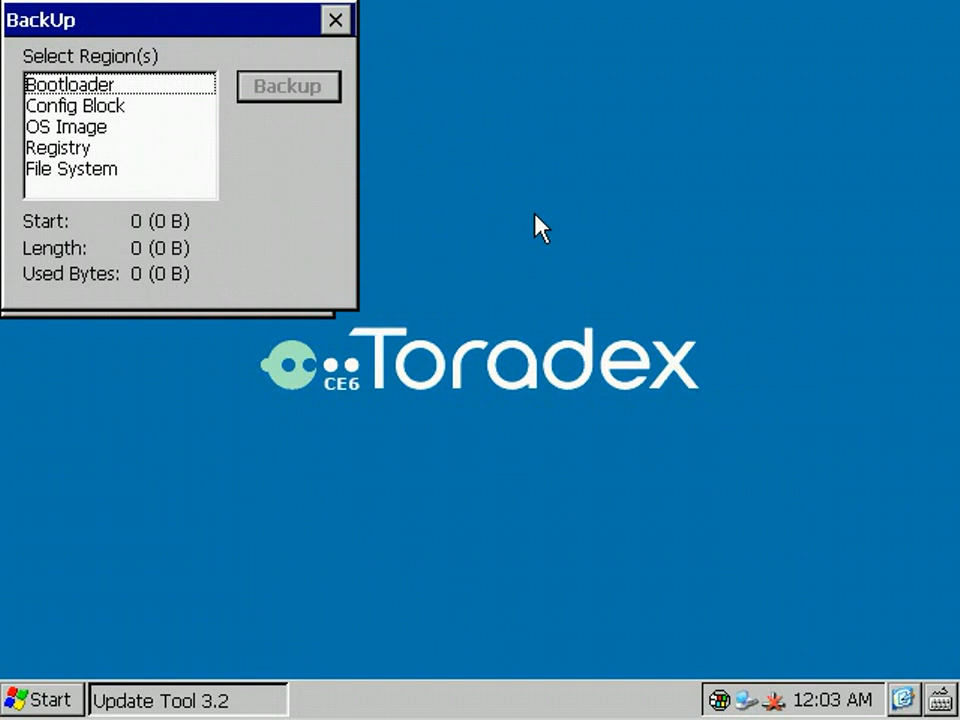 BackUp
Select Region(s)
Bootloader
Config Block
OS Image
Registry
File System
Backup
Start: 0 (0 B)
Length: 0 (0 B)
Used Bytes: 0 (0 B)
Toradex
CE6
Start
Update Tool 3.2
12:03 AM